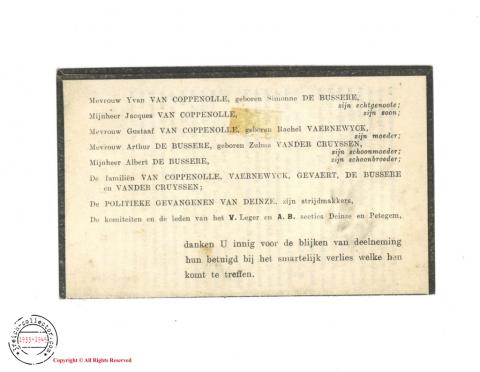 Mevrouw Yvan VAN COPPENOLLE, geboren Simonne DE BUSSERE,
zijn echtgenoote;
Mijnheer Jacques VAN COPPENOLLE,
zijn zoon;
Mevrouw Gustaaf VAN COPPENOLLE, geboren Rachel VAERNEWYCK,
zijn moeder;
Mevrouw Arthur DE BUSSERE, geboren Zulma VANDER CRUYSSEN,
zijn schoonmoeder;
Mijnheer Albert DE BUSSERE,
zijn schoonbroeder;
De familiën VAN COPPENOLLE, VAERNEWYCK, GEVAERT, DE BUSSERE
en VANDER CRUYSSEN;
De POLITIEKE GEVANGENEN VAN DEINZE, zijn strijdmakkers,
De komiteiten en de leden van het V. Leger en A. B. secties Deinze en Petegem,
danken U innig voor de blijken van deelneming
hun betuigd bij het smartelijk verlies welke hen
komt te treffen.
1933-1945
Copyright © All Rights Reserved